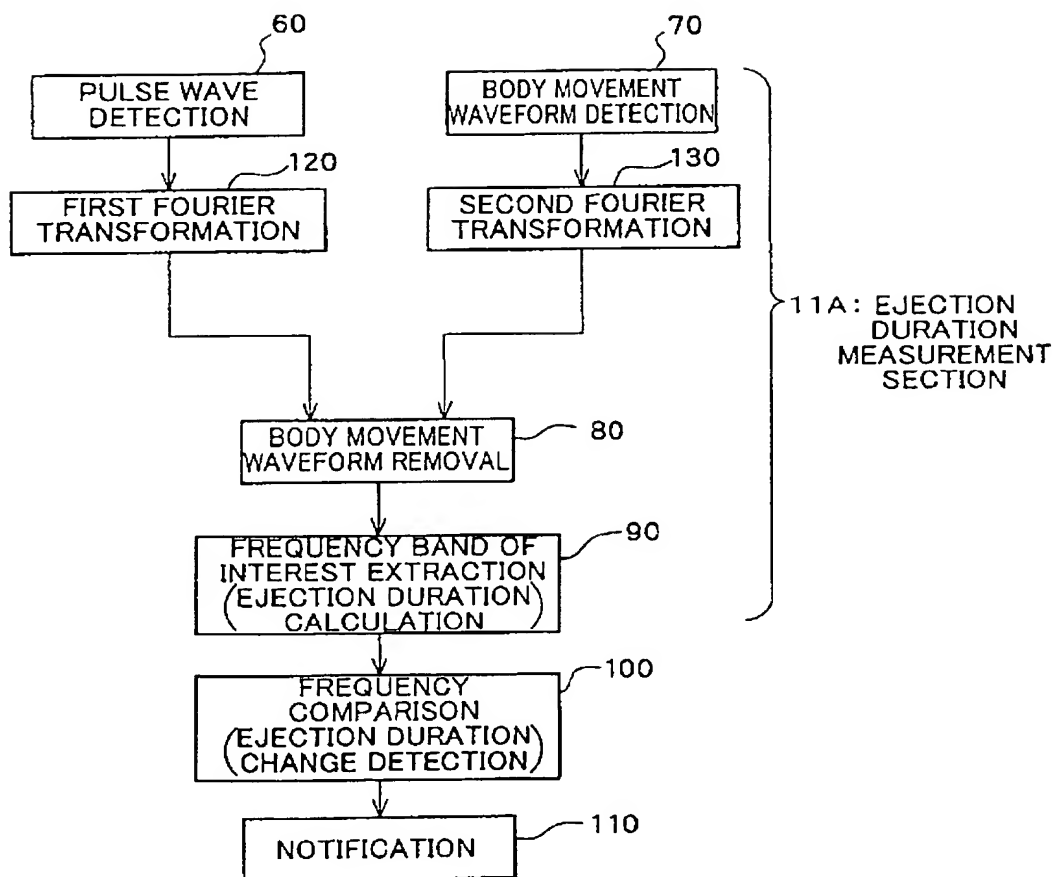 60
PULSE WAVE
DETECTION
70
BODY MOVEMENT
WAVEFORM DETECTION
120
FIRST FOURIER
TRANSFORMATION
130
SECOND FOURIER
TRANSFORMATION
11A: EJECTION
DURATION
MEASUREMENT
SECTION
80
BODY MOVEMENT
WAVEFORM REMOVAL
90
FREQUENCY BAND OF
INTEREST EXTRACTION
(EJECTION DURATION
CALCULATION)
100
FREQUENCY
COMPARISON
(EJECTION DURATION
CHANGE DETECTION)
110
NOTIFICATION